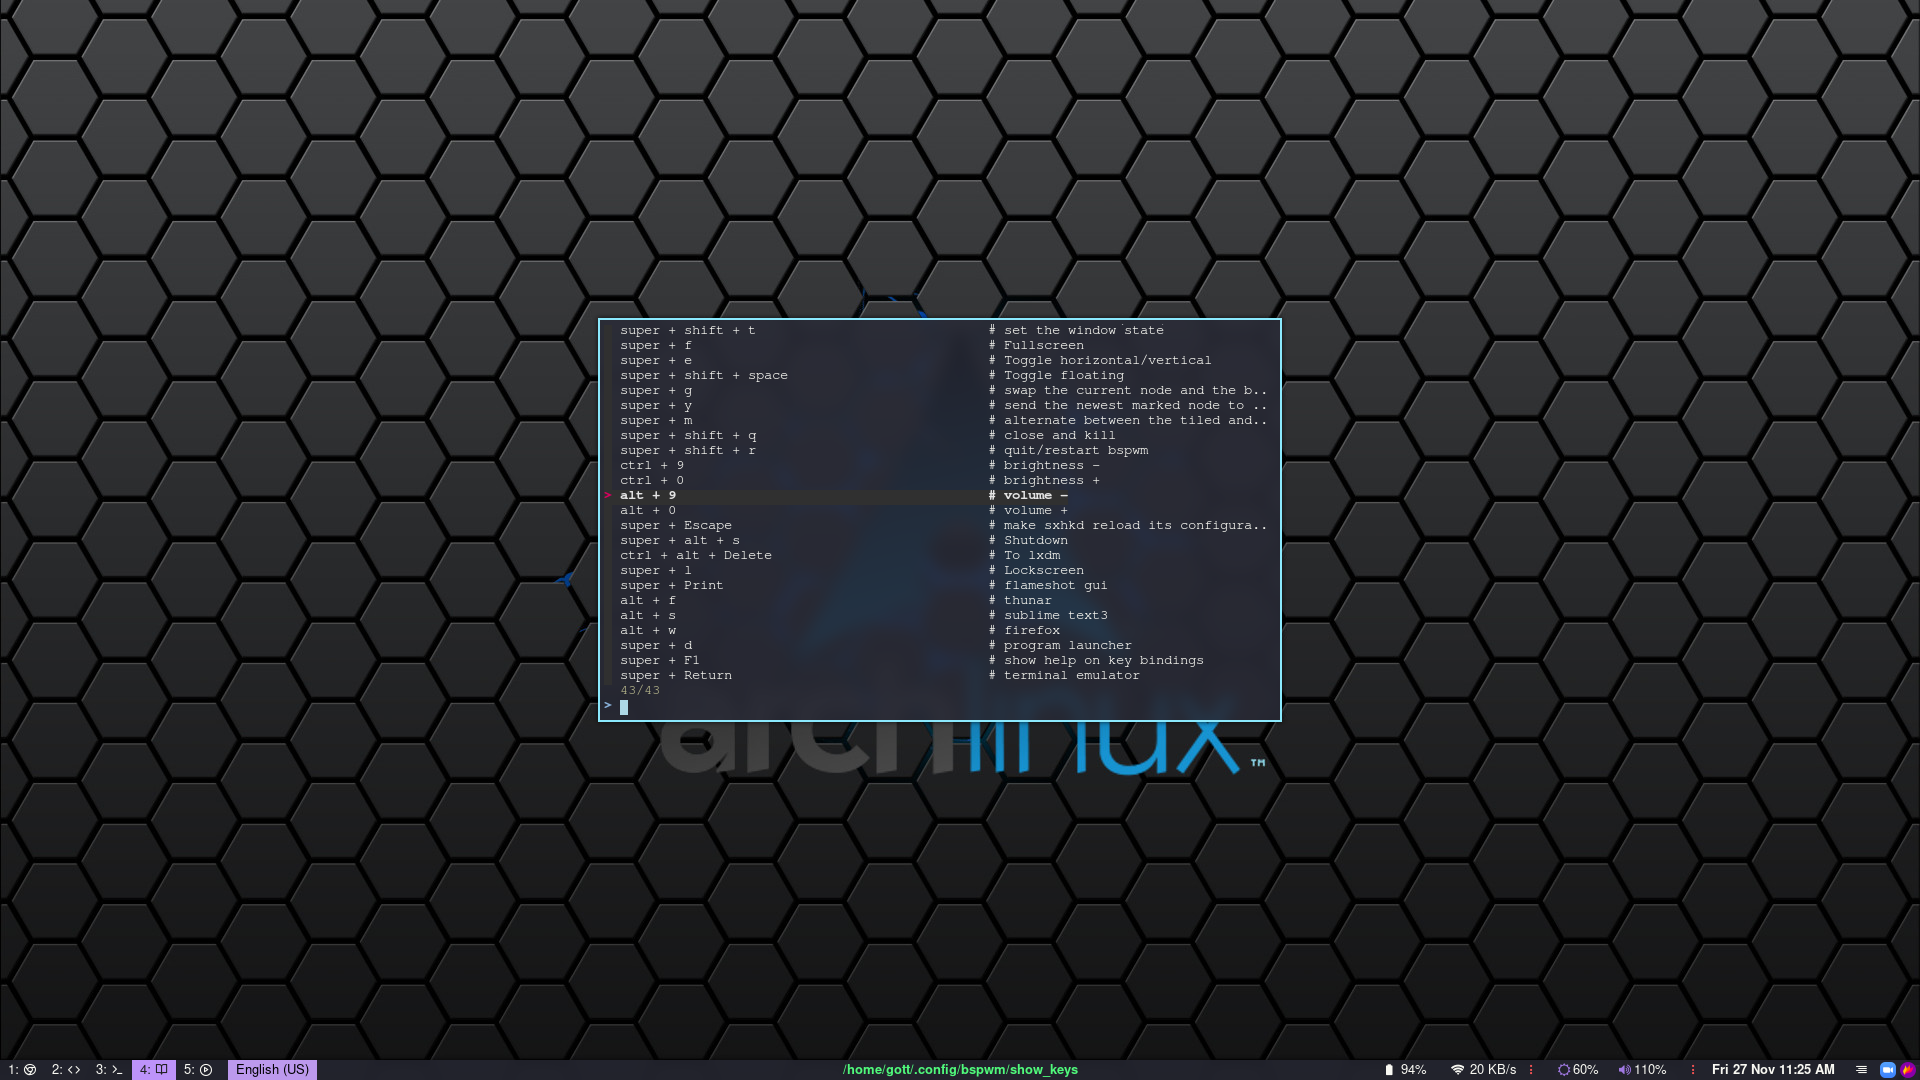 super + shift + t # set the window state
super + f # Fullscreen
super + e # Toggle horizontal/vertical
super + shift + space # Toggle floating
super + g # swap the current node and the b..
super + y # send the newest marked node to ..
super + m # alternate between the tiled and..
super + shift + q # close and kill
super + shift + r # quit/restart bspwm
ctrl + 9 # brightness -
ctrl + 0 # brightness +
> alt + 9 # volume -
alt + 0 # volume +
super + Escape # make sxhkd reload its configura..
super + alt + s # Shutdown
ctrl + alt + Delete # To lxdm
super + l # Lockscreen
super + Print # flameshot gui
alt + f # thunar
alt + s # sublime text3
alt + w # firefox
super + d # program launcher
super + F1 # show help on key bindings
super + Return # terminal emulator
43/43
>
archlinux™
1: 2: 3: 4: 5: English (US) /home/gott/.config/bspwm/show_keys 94% 20 KB/s 60% 110% Fri 27 Nov 11:25 AM